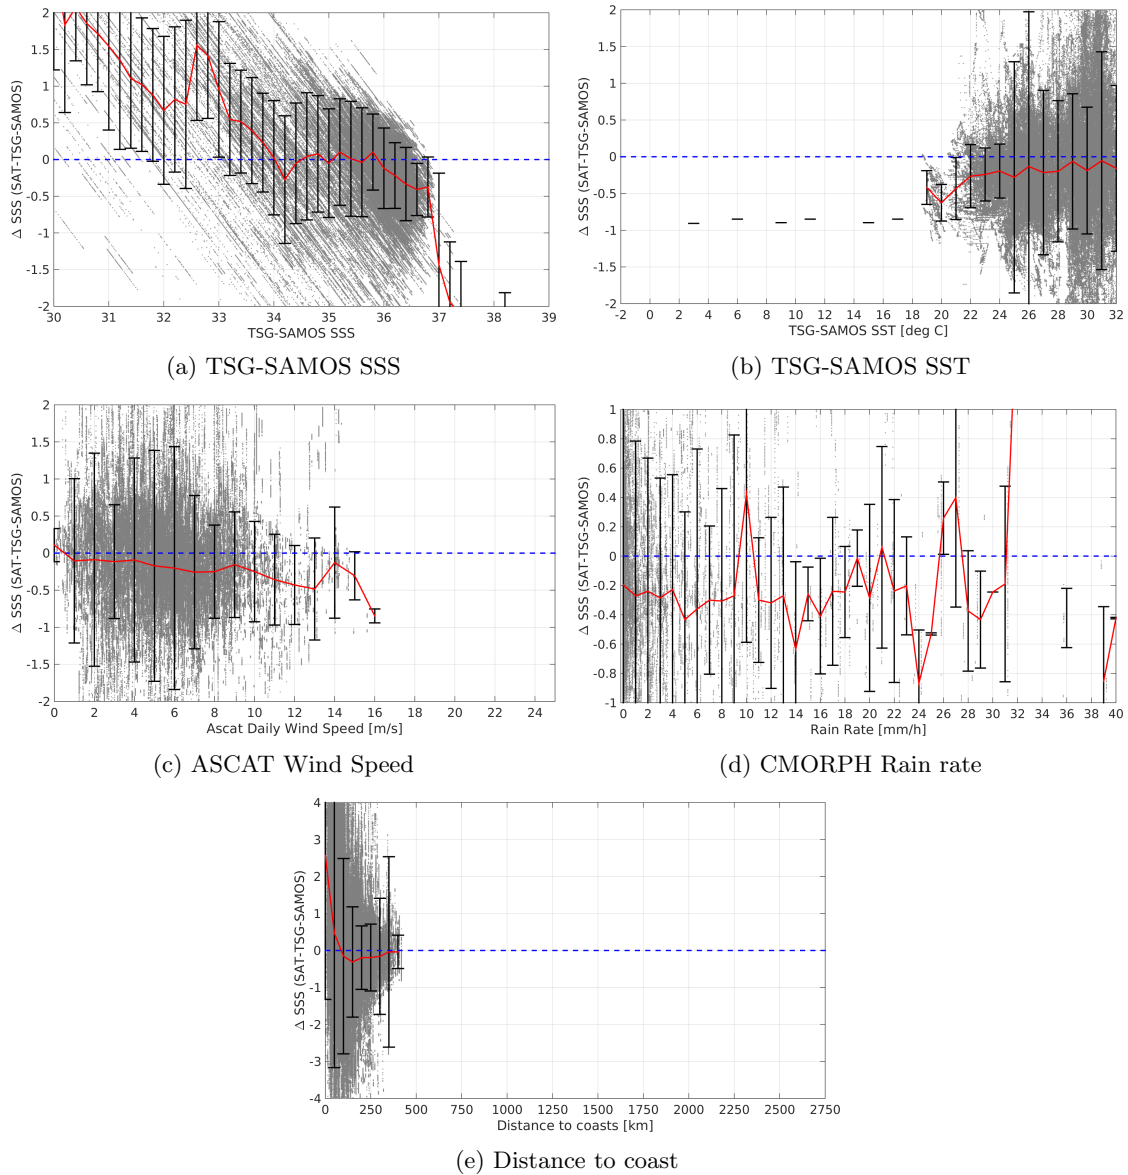 2
1.5
1
0.5
0
-0.5
-1
-1.5
-2
Δ SSS (SAT-TSG-SAMOS)
30 31 32 33 34 35 36 37 38 39
TSG-SAMOS SSS
(a) TSG-SAMOS SSS
2
1.5
1
0.5
0
-0.5
-1
-1.5
-2
Δ SSS (SAT-TSG-SAMOS)
-2 0 2 4 6 8 10 12 14 16 18 20 22 24 26 28 30 32
TSG-SAMOS SST [deg C]
(b) TSG-SAMOS SST
2
1.5
1
0.5
0
-0.5
-1
-1.5
-2
Δ SSS (SAT-TSG-SAMOS)
0 2 4 6 8 10 12 14 16 18 20 22 24
Ascat Daily Wind Speed [m/s]
(c) ASCAT Wind Speed
1
0.8
0.6
0.4
0.2
0
-0.2
-0.4
-0.6
-0.8
-1
Δ SSS (SAT-TSG-SAMOS)
0 2 4 6 8 10 12 14 16 18 20 22 24 26 28 30 32 34 36 38 40
Rain Rate [mm/h]
(d) CMORPH Rain rate
4
3
2
1
0
-1
-2
-3
-4
Δ SSS (SAT-TSG-SAMOS)
0 250 500 750 1000 1250 1500 1750 2000 2250 2500 2750
Distance to coasts [km]
(e) Distance to coast